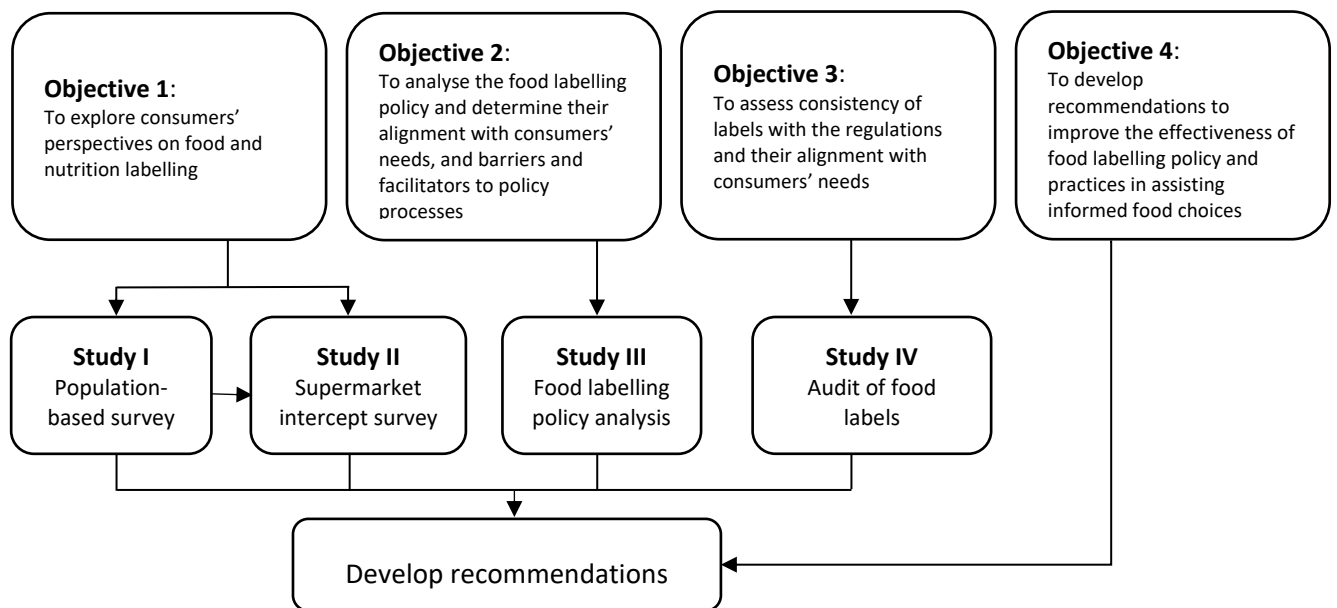 Objective 1:
To explore consumers’
perspectives on food and
nutrition labelling
Objective 2:
To analyse the food labelling
policy and determine their
alignment with consumers’
needs, and barriers and
facilitators to policy
processes
Objective 3:
To assess consistency of
labels with the regulations
and their alignment with
consumers’ needs
Objective 4:
To develop
recommendations to
improve the effectiveness of
food labelling policy and
practices in assisting
informed food choices
Study I
Population-
based survey
Study II
Supermarket
intercept survey
Study III
Food labelling
policy analysis
Study IV
Audit of food
labels
Develop recommendations